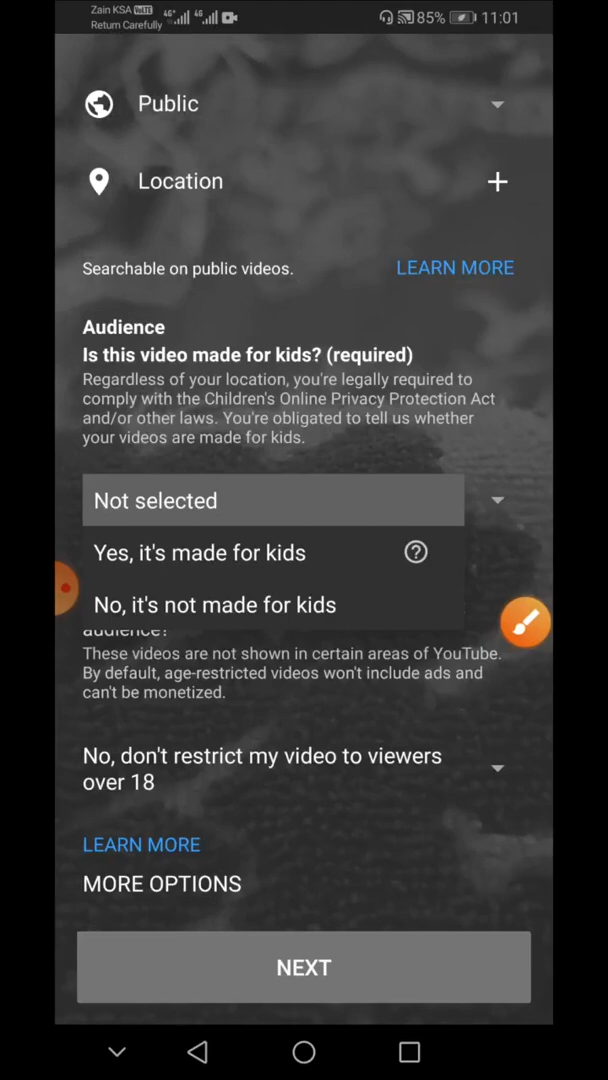 Zain KSA VoLTE
Return Carefully
4G+ 4G 85% 11:01
Public
Location
Searchable on public videos. LEARN MORE
Audience
Is this video made for kids? (required)
Regardless of your location, you're legally required to
comply with the Children's Online Privacy Protection Act
and/or other laws. You're obligated to tell us whether
your videos are made for kids.
Not selected
Yes, it's made for kids
No, it's not made for kids
audience?
These videos are not shown in certain areas of YouTube.
By default, age-restricted videos won't include ads and
can't be monetized.
No, don't restrict my video to viewers
over 18
LEARN MORE
MORE OPTIONS
NEXT